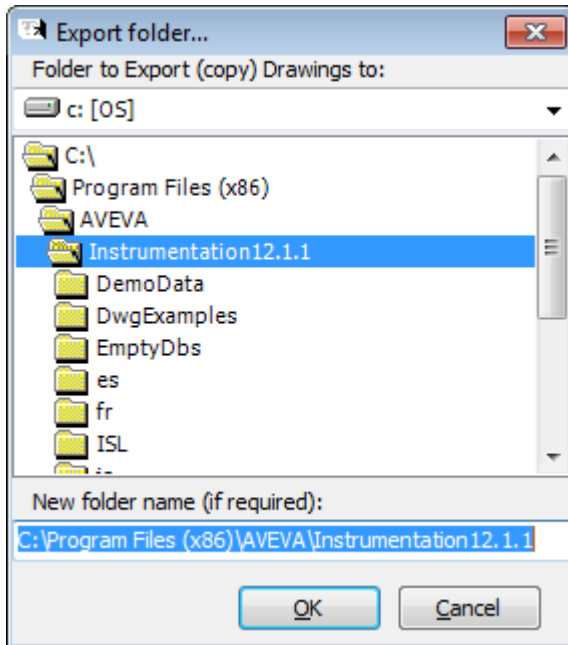 Export folder...
Folder to Export (copy) Drawings to:
c: [OS]
C:\
Program Files (x86)
AVEVA
Instrumentation12.1.1
DemoData
DwgExamples
EmptyDbs
es
fr
ISL
New folder name (if required):
C:\Program Files (x86)\AVEVA\Instrumentation12.1.1
OK
Cancel